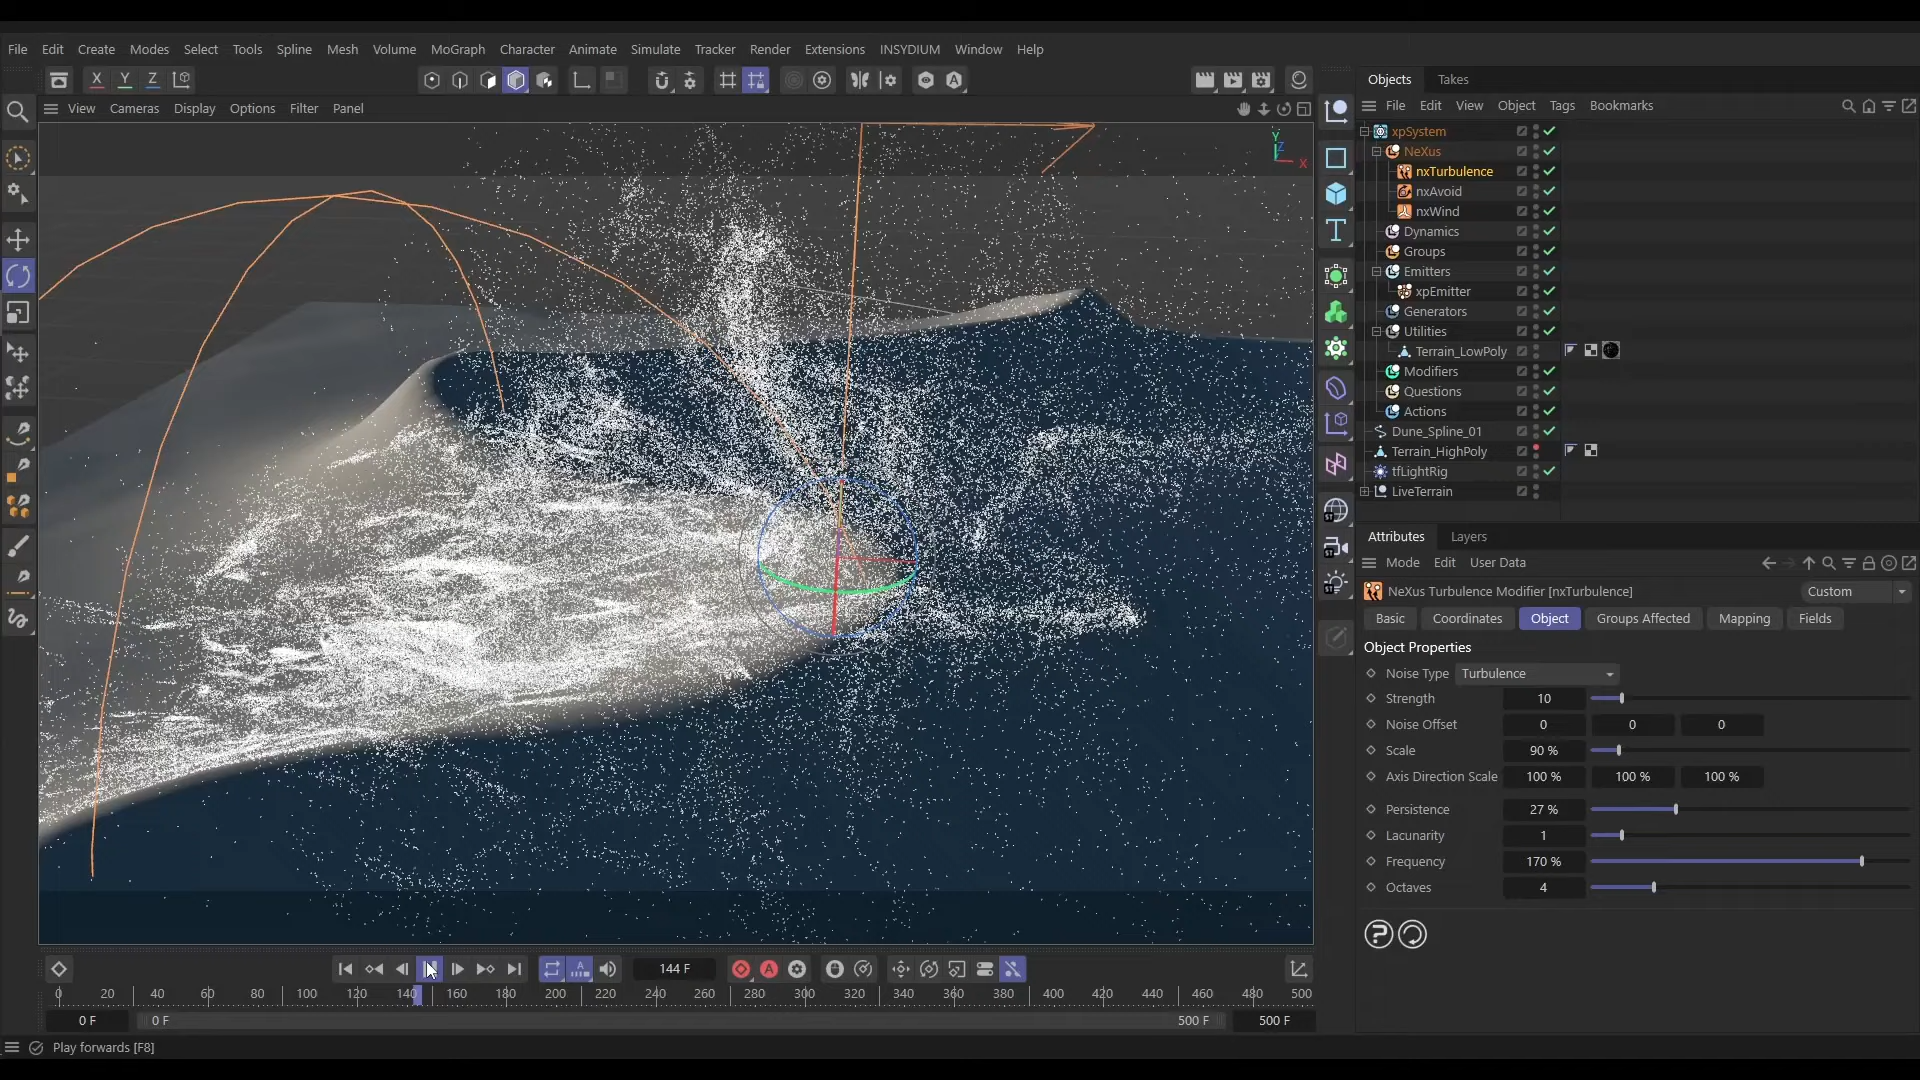 File Edit Create Modes Select Tools Spline Mesh Volume MoGraph Character Animate Simulate Tracker Render Extensions INSYDIUM Window Help
X Y Z
View Cameras Display Options Filter Panel
Y
Z
X
Objects Takes
File Edit View Object Tags Bookmarks
xpSystem
NeXus
nxTurbulence
nxAvoid
nxWind
Dynamics
Groups
Emitters
xpEmitter
Generators
Utilities
Terrain_LowPoly
Modifiers
Questions
Actions
Dune_Spline_01
Terrain_HighPoly
tfLightRig
LiveTerrain
Attributes Layers
Mode Edit User Data
NeXus Turbulence Modifier [nxTurbulence] Custom
Basic Coordinates Object Groups Affected Mapping Fields
Object Properties
Noise Type Turbulence
Strength 10
Noise Offset 0 0 0
Scale 90 %
Axis Direction Scale 100 % 100 % 100 %
Persistence 27 %
Lacunarity 1
Frequency 170 %
Octaves 4
144 F
0 20 40 60 80 100 120 140 160 180 200 220 240 260 280 300 320 340 360 380 400 420 440 460 480 500
0 F 0 F 500 F 500 F
Play forwards [F8]